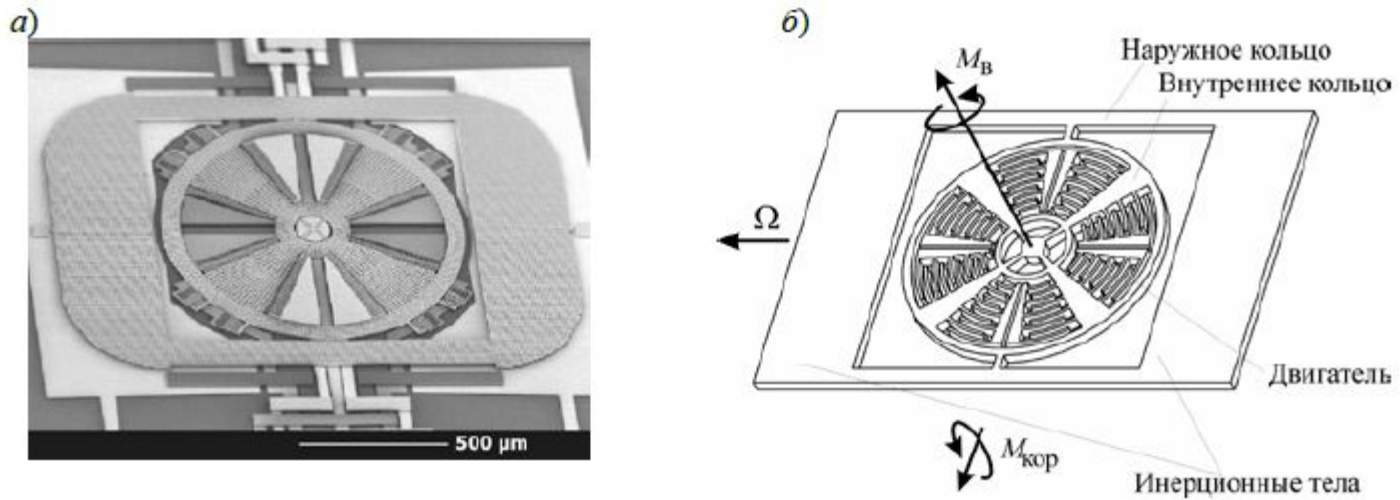 а)
500 µm
б)
Наружное кольцо
Внутреннее кольцо
Mв
Ω
Двигатель
Mкор
Инерционные тела